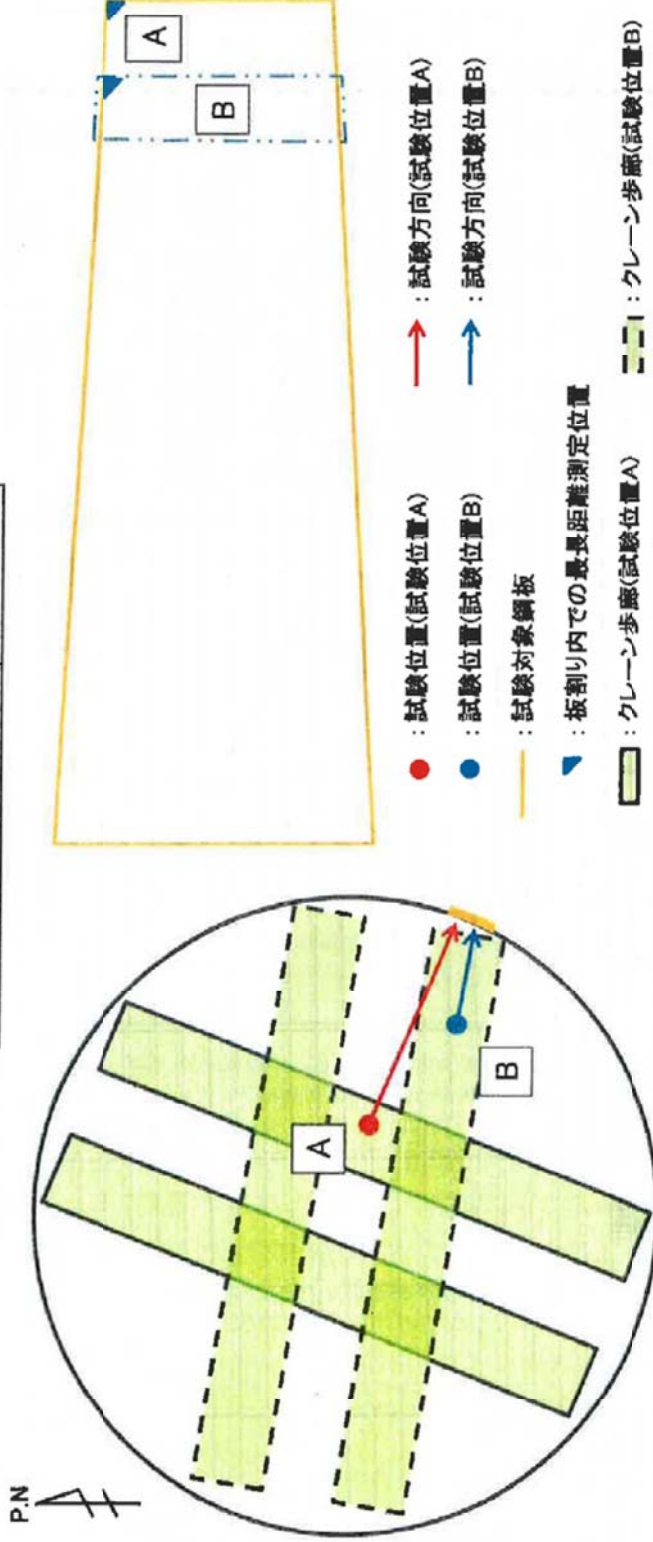 P.N
A
B
A
B
：試験位置(試験位置A)
：試験方向(試験位置A)
：試験位置(試験位置B)
：試験方向(試験位置B)
：試験対象鋼板
：板割り内での最長距離測定位置
：クレーン歩廊(試験位置A)
：クレーン歩廊(試験位置B)